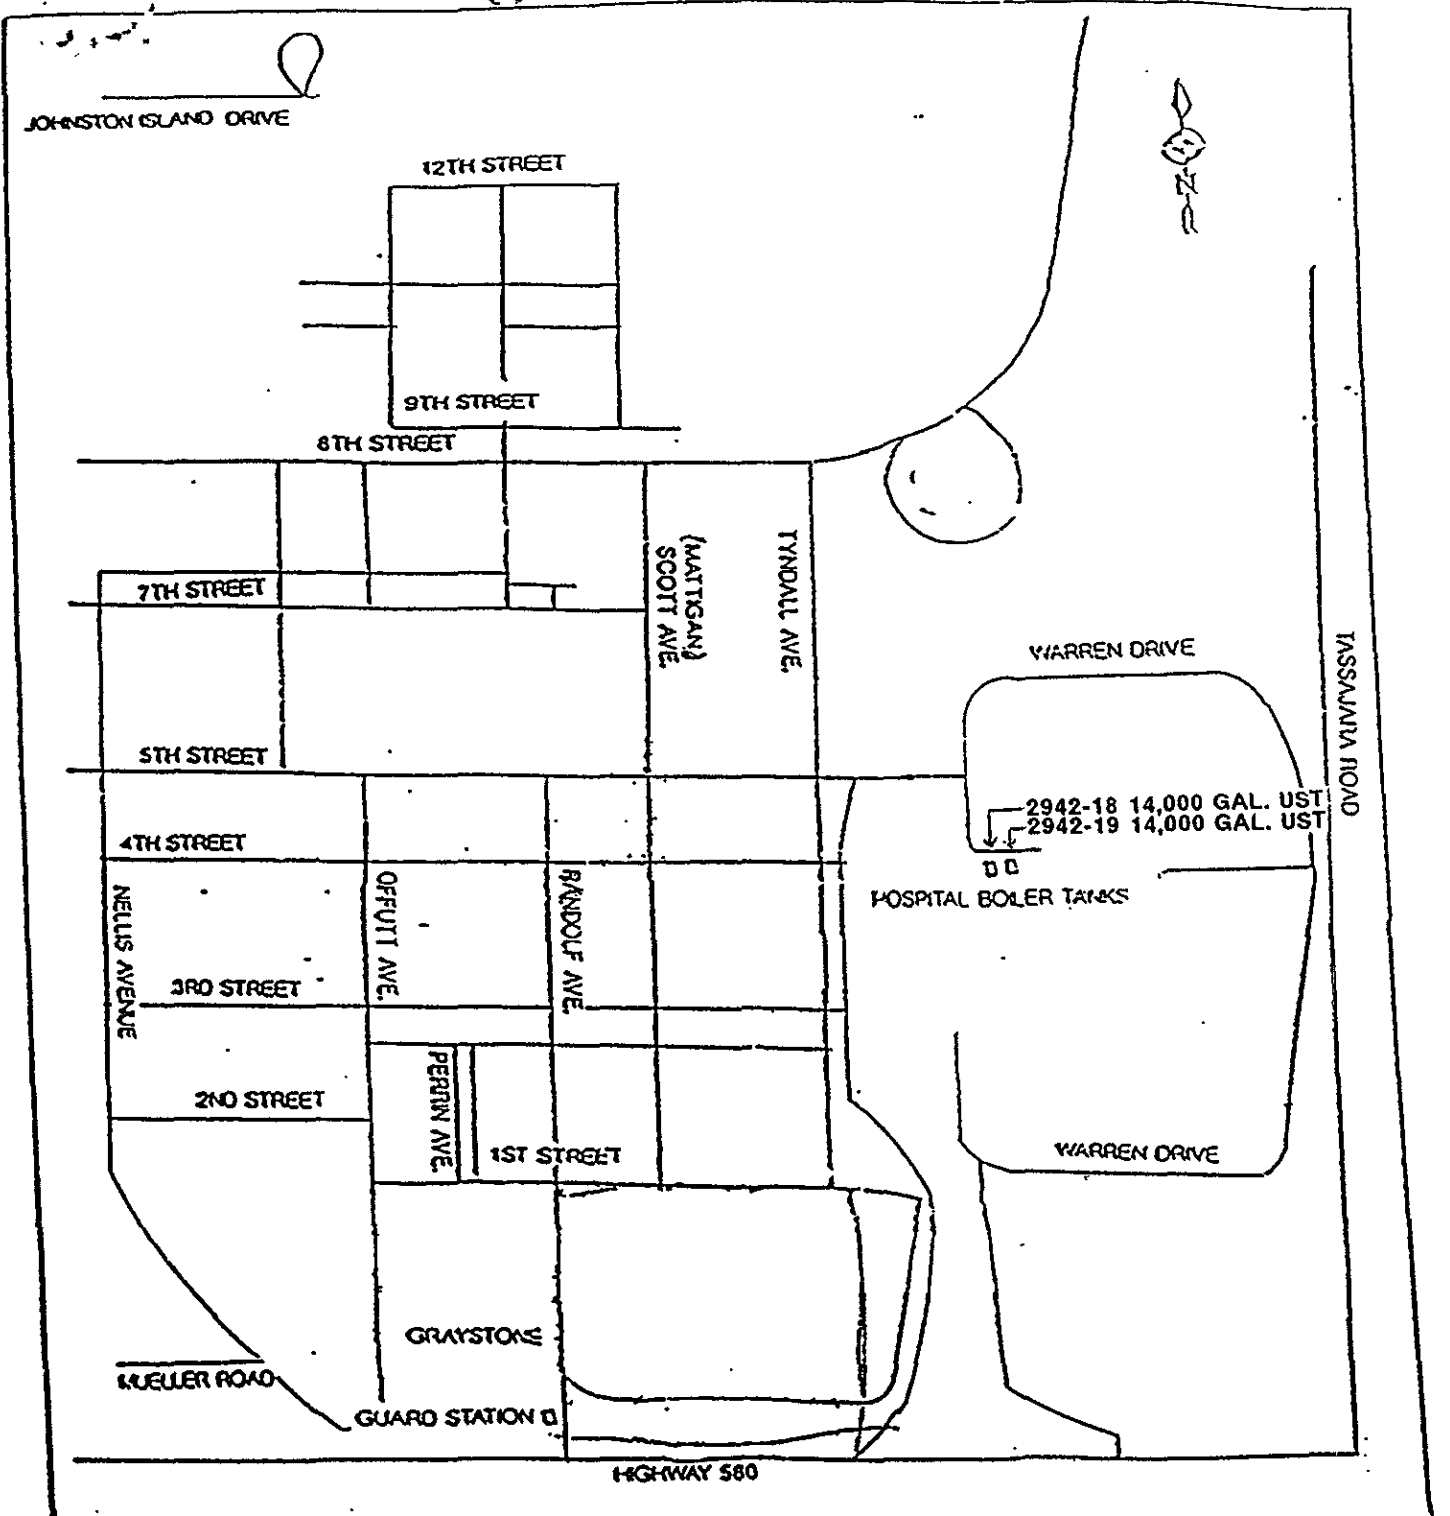 JOHNSTON ISLAND DRIVE
12TH STREET
N
9TH STREET
8TH STREET
7TH STREET
(MATTIGAN)
SCOTT AVE.
TYNDALL AVE.
WARREN DRIVE
TASSAJARA ROAD
5TH STREET
2942-18 14,000 GAL. UST
2942-19 14,000 GAL. UST
4TH STREET
HOSPITAL BOILER TANKS
NELLIS AVENUE
OFFUTT AVE.
RANDOLF AVE.
3RD STREET
PERRIN AVE.
2ND STREET
1ST STREET
WARREN DRIVE
GRAYSTONE
MUELLER ROAD
GUARD STATION
HIGHWAY 580